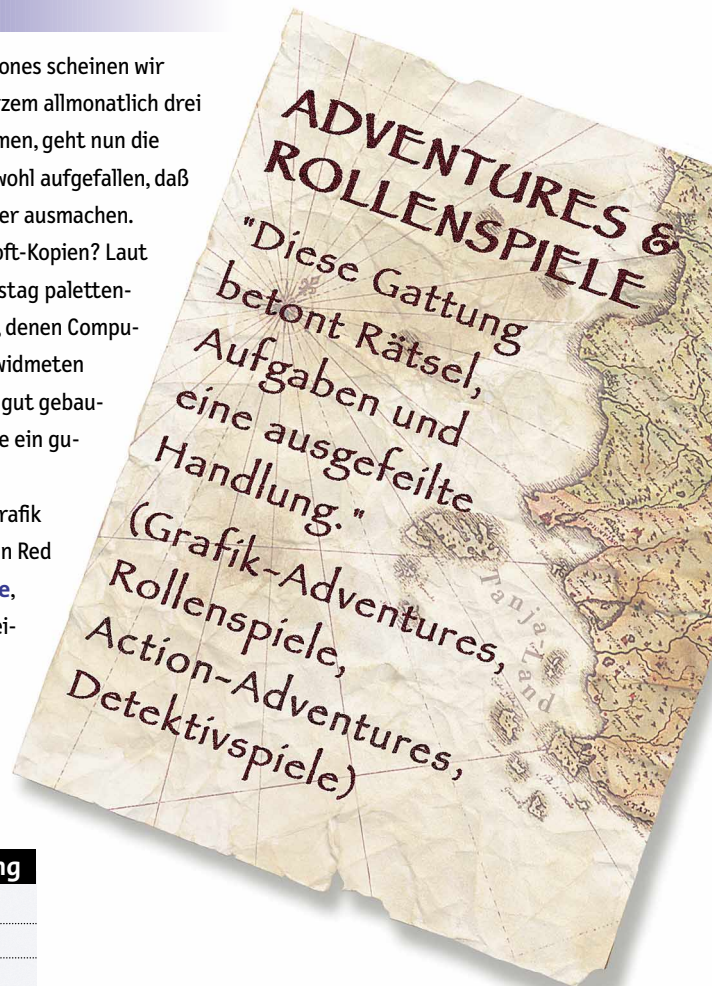 ones scheinen wir
zem allmonatlich drei
men, geht nun die
wohl aufgefallen, daß
er ausmachen.
oft-Kopien? Laut
stag paletten-
, denen Compu-
widmeten
gut gebau-
e ein gu-
rafik
n Red
e,
ei-
ng
ADVENTURES &
ROLLENSPIELE
"Diese Gattung
betont Rätsel,
Aufgaben und
eine ausgefeilte
Handlung."
(Grafik-Adventures,
Rollenspiele,
Action-Adventures,
Detektivspiele)
Tanja Land